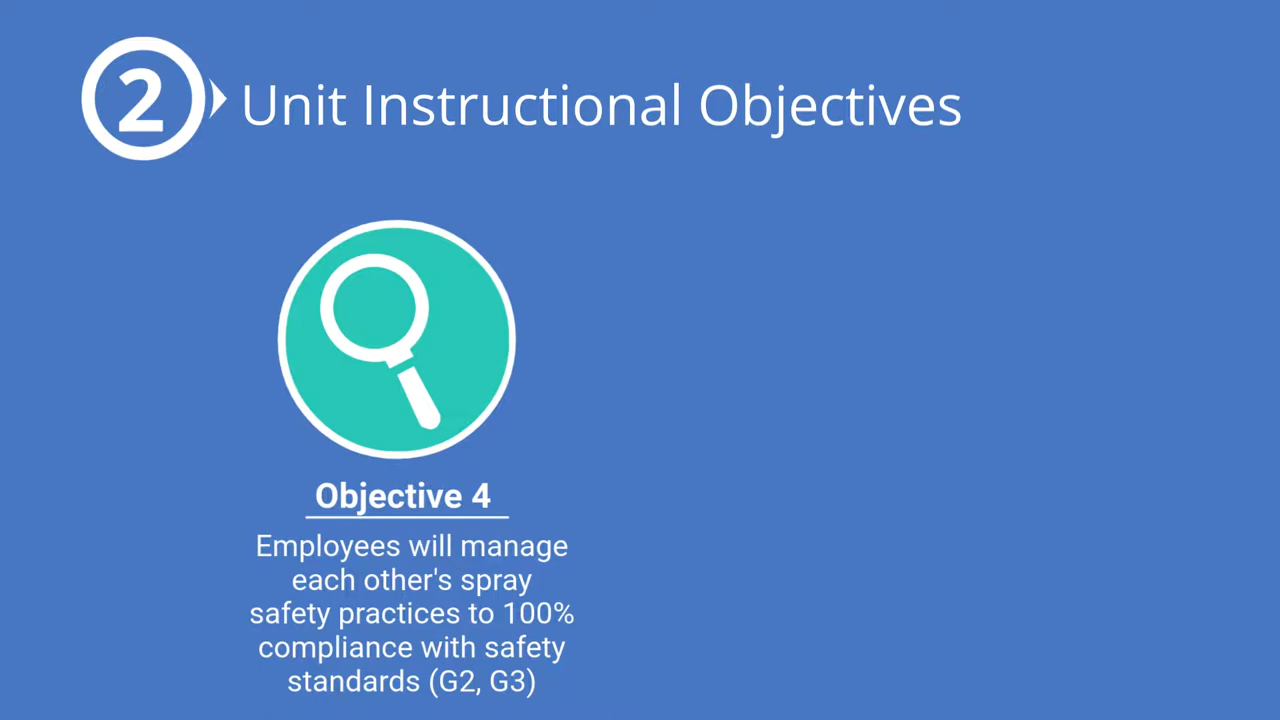 2
Unit Instructional Objectives
Objective 4
Employees will manage
each other's spray
safety practices to 100%
compliance with safety
standards (G2, G3)